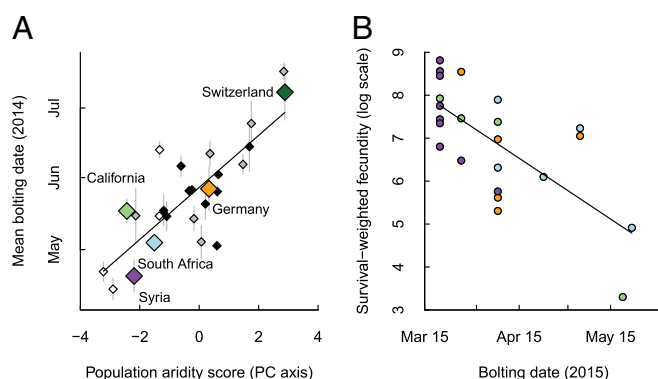 A
Mean bolting date (2014)
Jul
Jun
May
Switzerland
California
Germany
South Africa
Syria
−4 −2 0 2 4
Population aridity score (PC axis)
B
Survival−weighted fecundity (log scale)
9
8
7
6
5
4
3
Mar 15 Apr 15 May 15
Bolting date (2015)